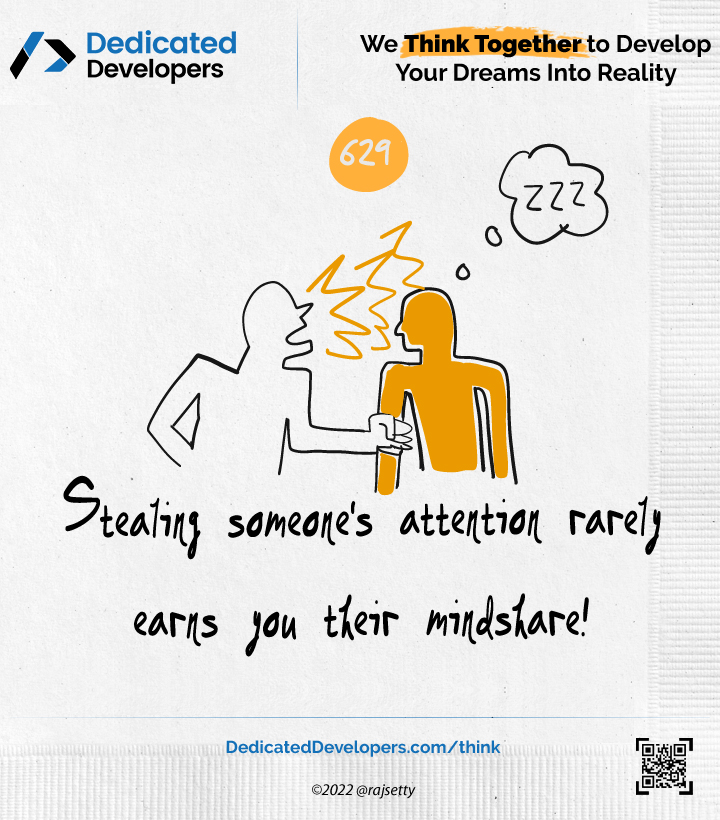 Dedicated
Developers
We Think Together to Develop
Your Dreams Into Reality
629
ZZZ
Stealing someone's attention rarely
earns you their mindshare!
DedicatedDevelopers.com/think
©2022 @rajsetty